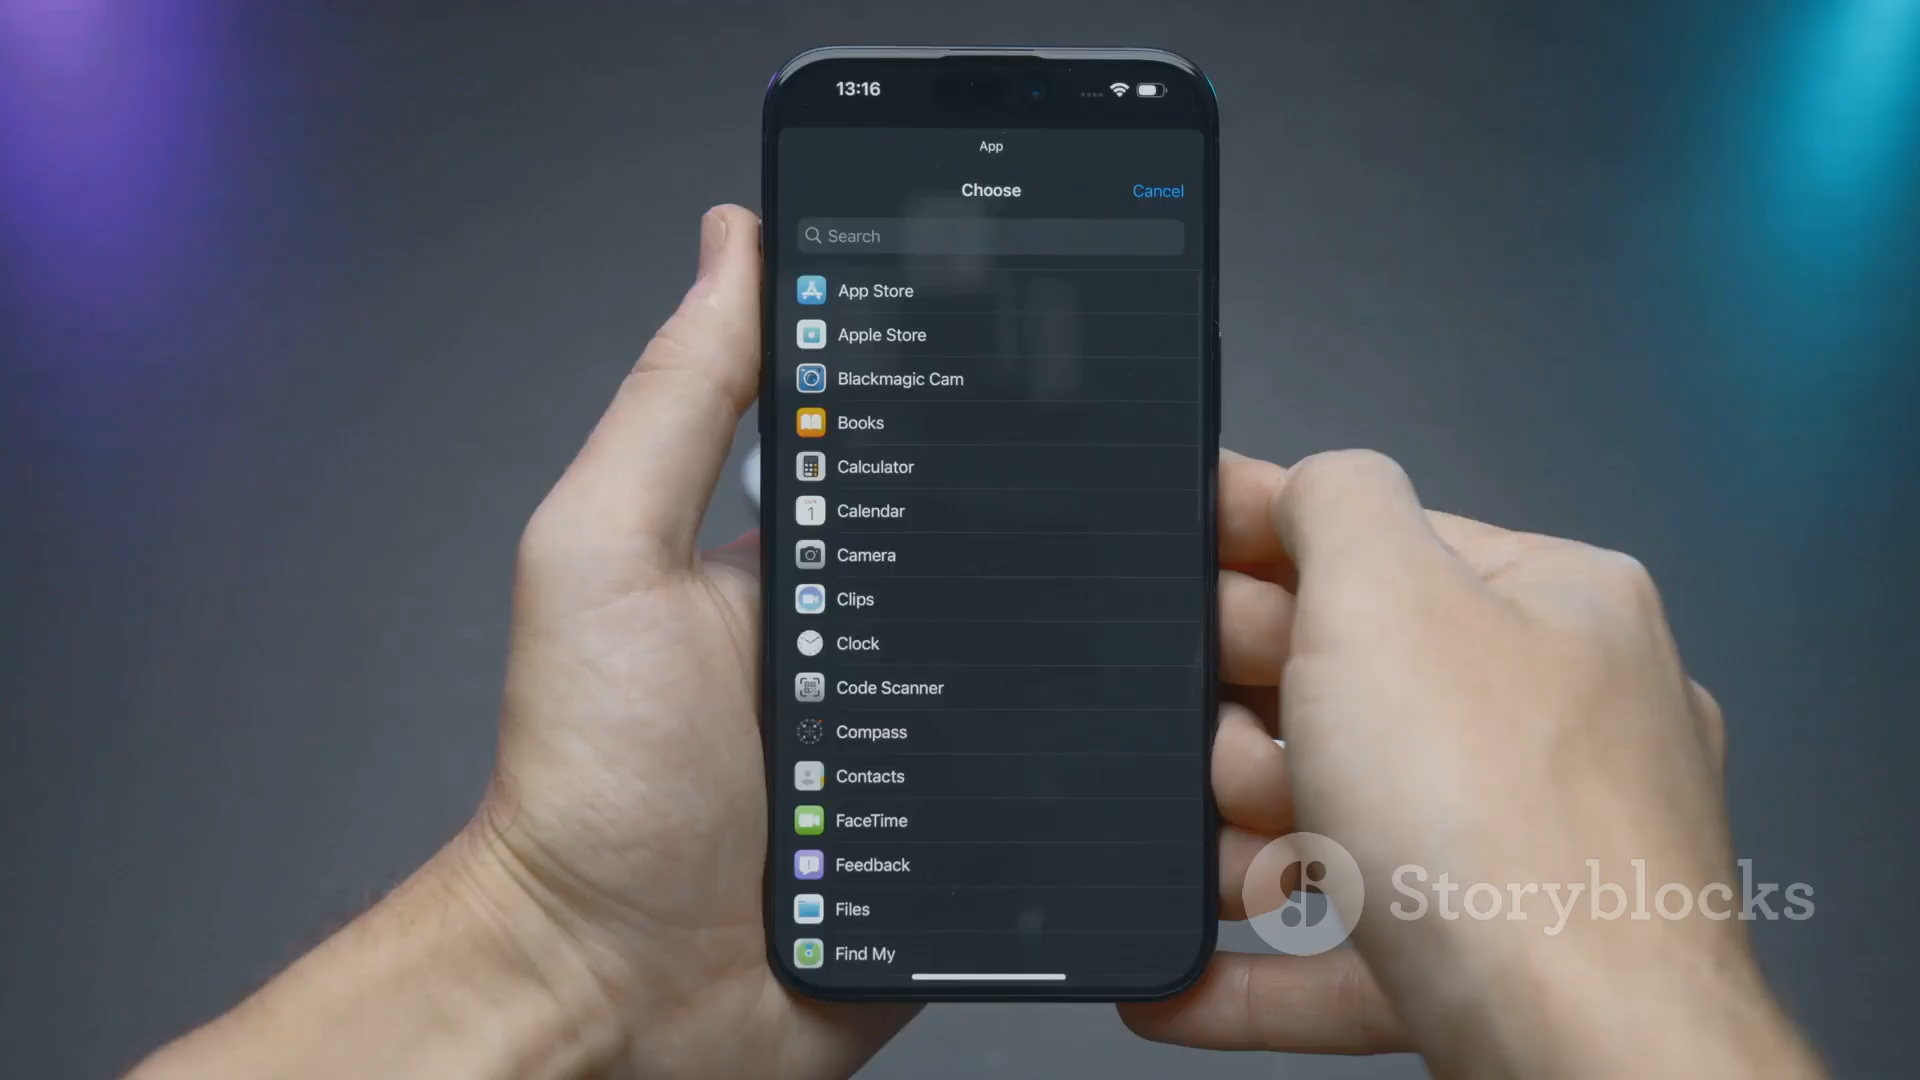 13:16
App
Choose
Cancel
Search
App Store
Apple Store
Blackmagic Cam
Books
Calculator
1
Calendar
Camera
Clips
Clock
Code Scanner
Compass
Contacts
FaceTime
Feedback
Files
Find My
Storyblocks